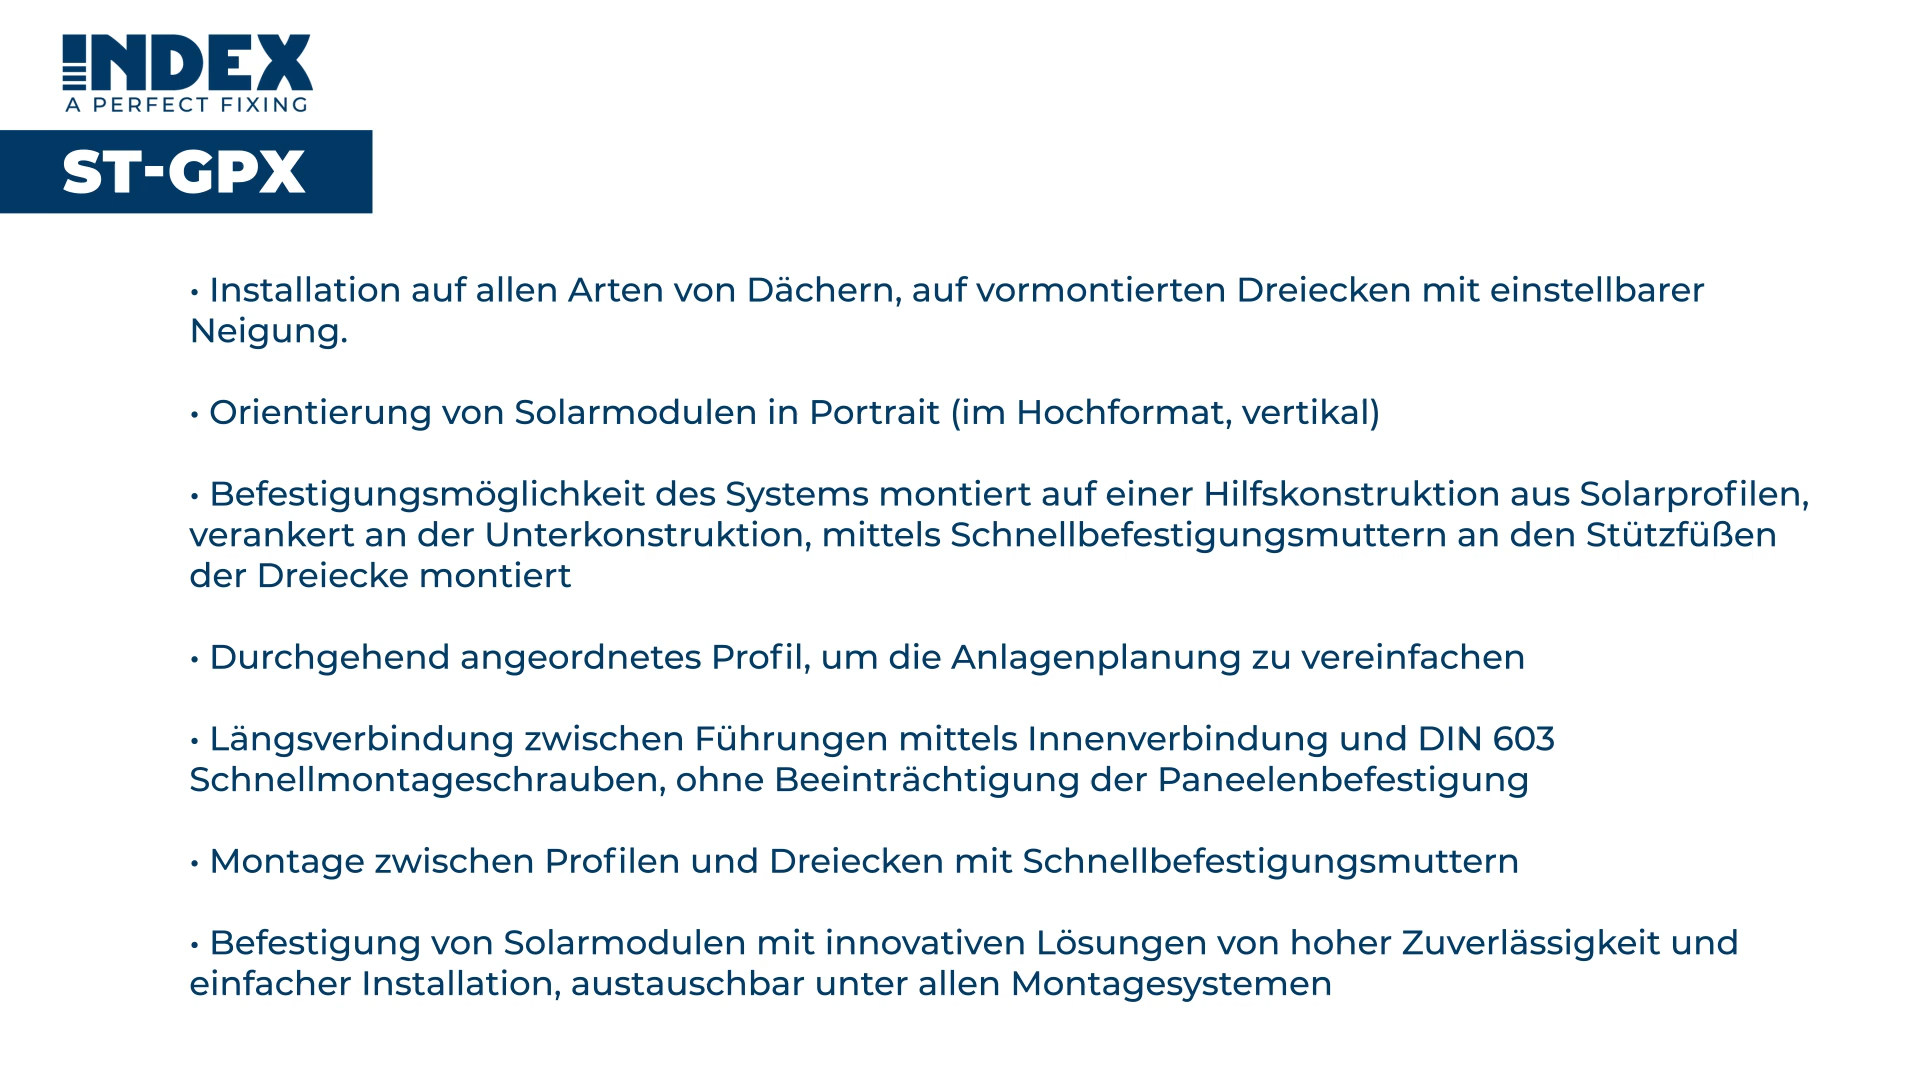 INDEX
A PERFECT FIXING
ST-GPX
• Installation auf allen Arten von Dächern, auf vormontierten Dreiecken mit einstellbarer
Neigung.
• Orientierung von Solarmodulen in Portrait (im Hochformat, vertikal)
• Befestigungsmöglichkeit des Systems montiert auf einer Hilfskonstruktion aus Solarprofilen,
verankert an der Unterkonstruktion, mittels Schnellbefestigungsmuttern an den Stützfüßen
der Dreiecke montiert
• Durchgehend angeordnetes Profil, um die Anlagenplanung zu vereinfachen
• Längsverbindung zwischen Führungen mittels Innenverbindung und DIN 603
Schnellmontageschrauben, ohne Beeinträchtigung der Paneelenbefestigung
• Montage zwischen Profilen und Dreiecken mit Schnellbefestigungsmuttern
• Befestigung von Solarmodulen mit innovativen Lösungen von hoher Zuverlässigkeit und
einfacher Installation, austauschbar unter allen Montagesystemen